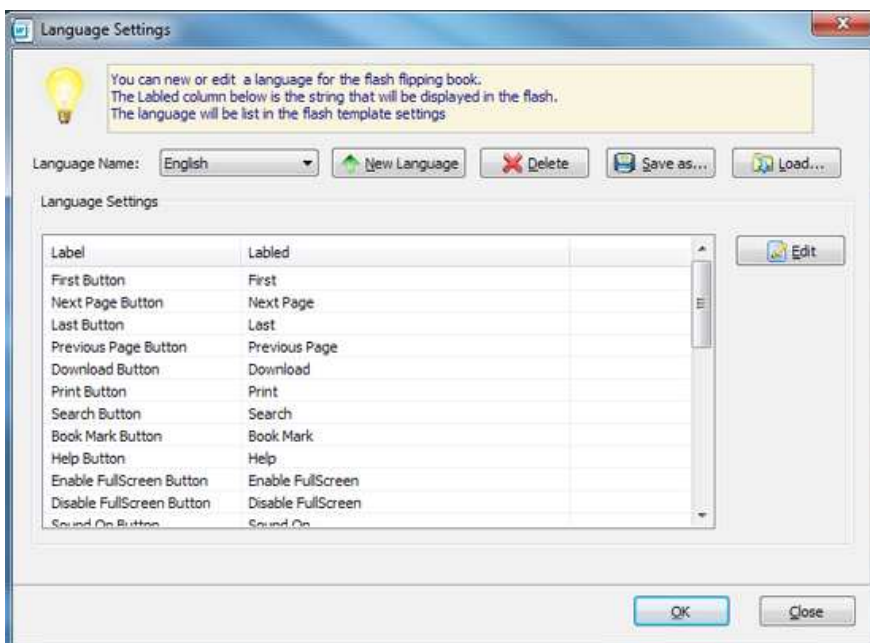 Language Settings
You can new or edit a language for the flash flipping book.
The Labled column below is the string that will be displayed in the flash.
The language will be list in the flash template settings
Language Name: English New Language Delete Save as... Load...
Language Settings
Label Labled Edit
First Button First
Next Page Button Next Page
Last Button Last
Previous Page Button Previous Page
Download Button Download
Print Button Print
Search Button Search
Book Mark Button Book Mark
Help Button Help
Enable FullScreen Button Enable FullScreen
Disable FullScreen Button Disable FullScreen
Sound On Button Sound On
OK Close